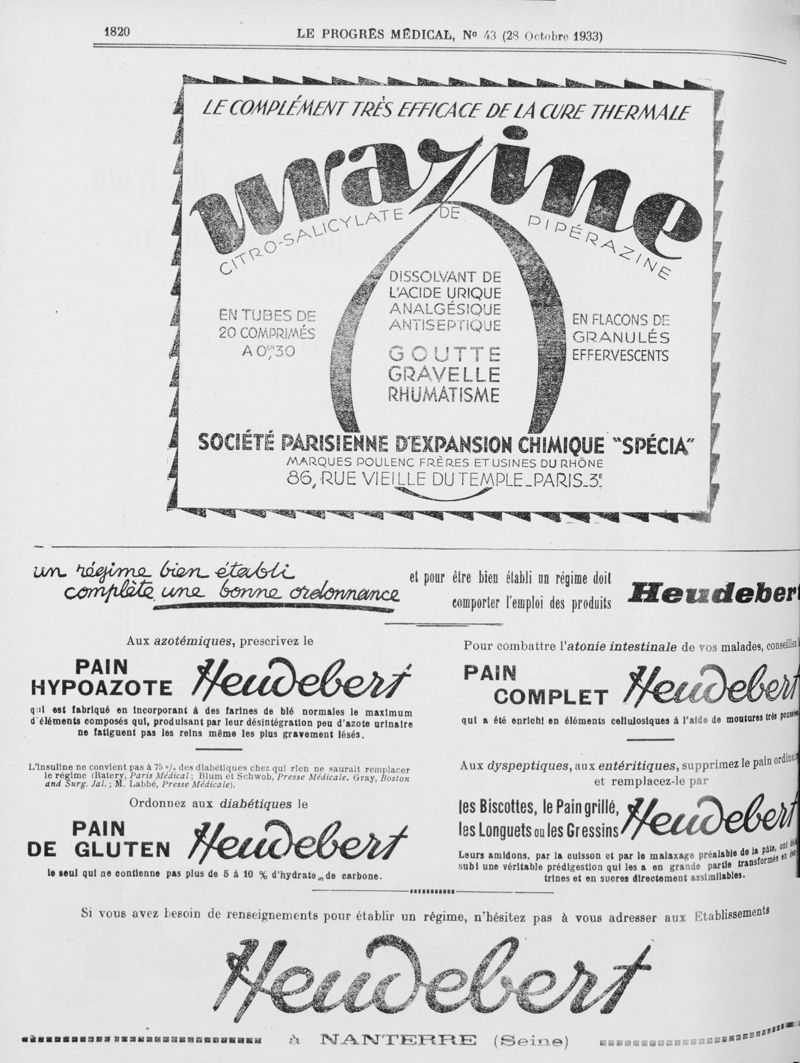 1820
LE PROGRÈS MÉDICAL, No 43 (28 Octobre 1933)
LE COMPLÉMENT TRÈS EFFICACE DE LA CURE THERMALE
urazine
CITRO-SALICYLATE DE PIPÉRAZINE
EN TUBES DE
20 COMPRIMÉS
A 0gr30
DISSOLVANT DE
L'ACIDE URIQUE
ANALGÉSIQUE
ANTISEPTIQUE
GOUTTE
GRAVELLE
RHUMATISME
EN FLACONS DE
GRANULÉS
EFFERVESCENTS
SOCIÉTÉ PARISIENNE D'EXPANSION CHIMIQUE "SPÉCIA"
MARQUES POULENC FRÈRES ET USINES DU RHÔNE
86, RUE VIEILLE DU TEMPLE_PARIS_3e
un régime bien établi
complète une bonne ordonnance
et pour être bien établi un régime doit
comporter l'emploi des produits
Heudebert
Aux azotémiques, prescrivez le
PAIN
HYPOAZOTE
Heudebert
qui est fabriqué en incorporant à des farines de blé normales le maximum
d'éléments composés qui, produisant par leur désintégration peu d'azote urinaire
ne fatiguent pas les reins même les plus gravement lésés.
L'insuline ne convient pas à 75 % des diabétiques chez qui rien ne saurait remplacer
le régime (Ratery, Paris Médical ; Blum et Schwob, Presse Médicale. Gray, Boston
and Surg. Jal. ; M. Labbé, Presse Médicale).
Ordonnez aux diabétiques le
PAIN
DE GLUTEN
Heudebert
le seul qui ne contienne pas plus de 5 à 10 % d'hydrate de carbone.
Pour combattre l'atonie intestinale de vos malades, conseillez
PAIN
COMPLET
Heudebert
qui a été enrichi en éléments cellulosiques à l'aide de moutures très
Aux dyspeptiques, aux entéritiques, supprimez le pain
et remplacez-le par
les Biscottes, le Pain grillé,
les Longuets ou les Gressins
Heudebert
Leurs amidons, par la cuisson et par le malaxage préalable de la pâte, ont
subi une véritable prédigestion qui les a en grande partie transformés en
trines et en sucres directement assimilables.
Si vous avez besoin de renseignements pour établir un régime, n'hésitez pas à vous adresser aux Etablissements
Heudebert
à NANTERRE (Seine)